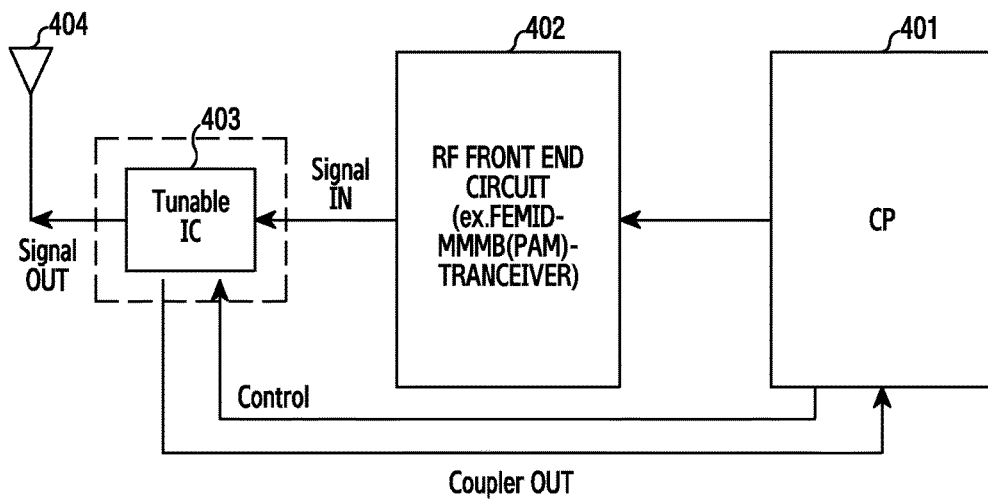 404
402
401
403
Tunable
IC
Signal
IN
RF FRONT END
CIRCUIT
(ex.FEMID-
MMMB(PAM)-
TRANCEIVER)
CP
Signal
OUT
Control
Coupler OUT